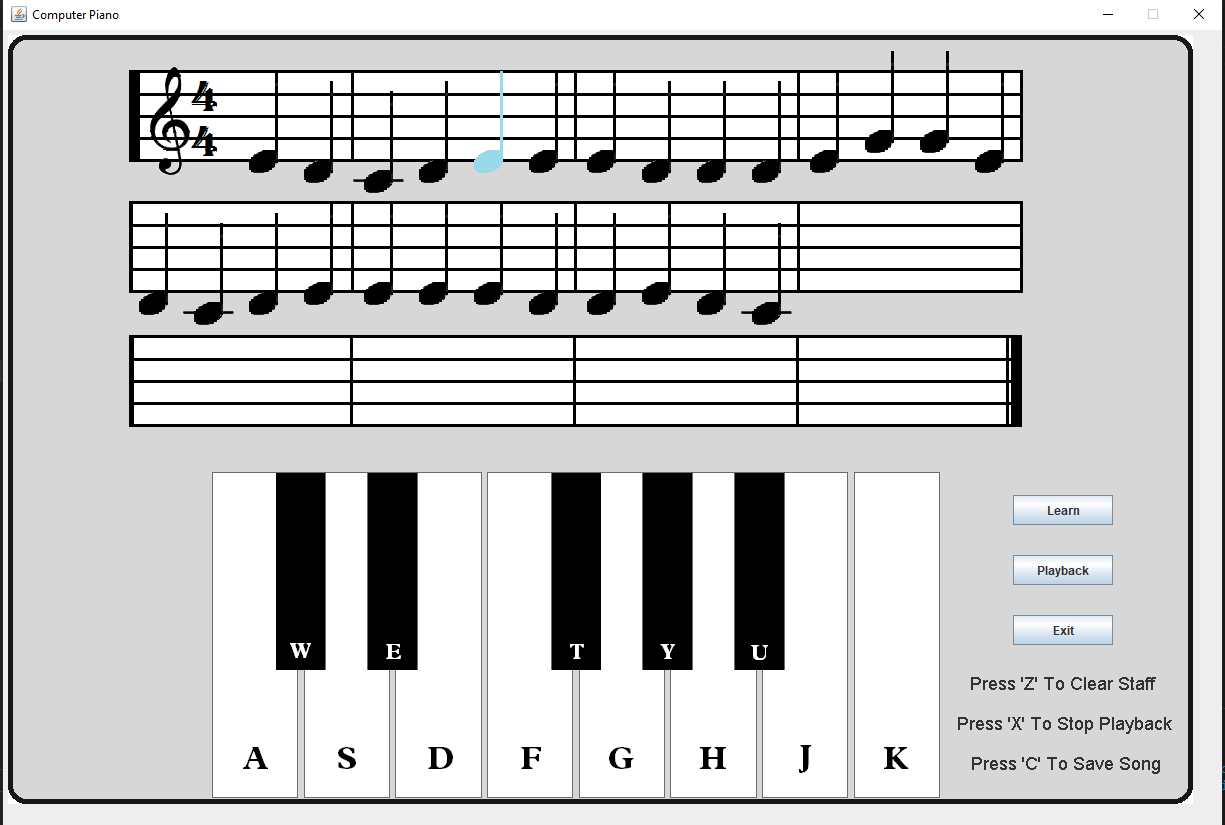 Computer Piano
4
4
W E T Y U
A S D F G H J K
Learn
Playback
Exit
Press 'Z' To Clear Staff
Press 'X' To Stop Playback
Press 'C' To Save Song